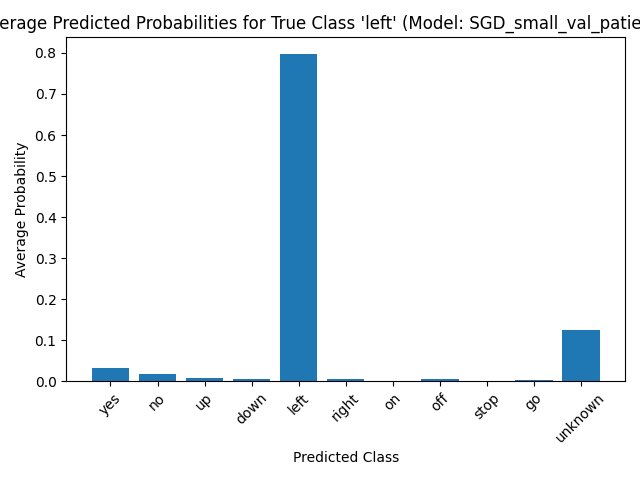 erage Predicted Probabilities for True Class 'left' (Model: SGD_small_val_patie
0.8
0.7
0.6
0.5
0.4
0.3
0.2
0.1
0.0
Average Probability
yes
no
up
down
left
right
on
off
stop
go
unknown
Predicted Class